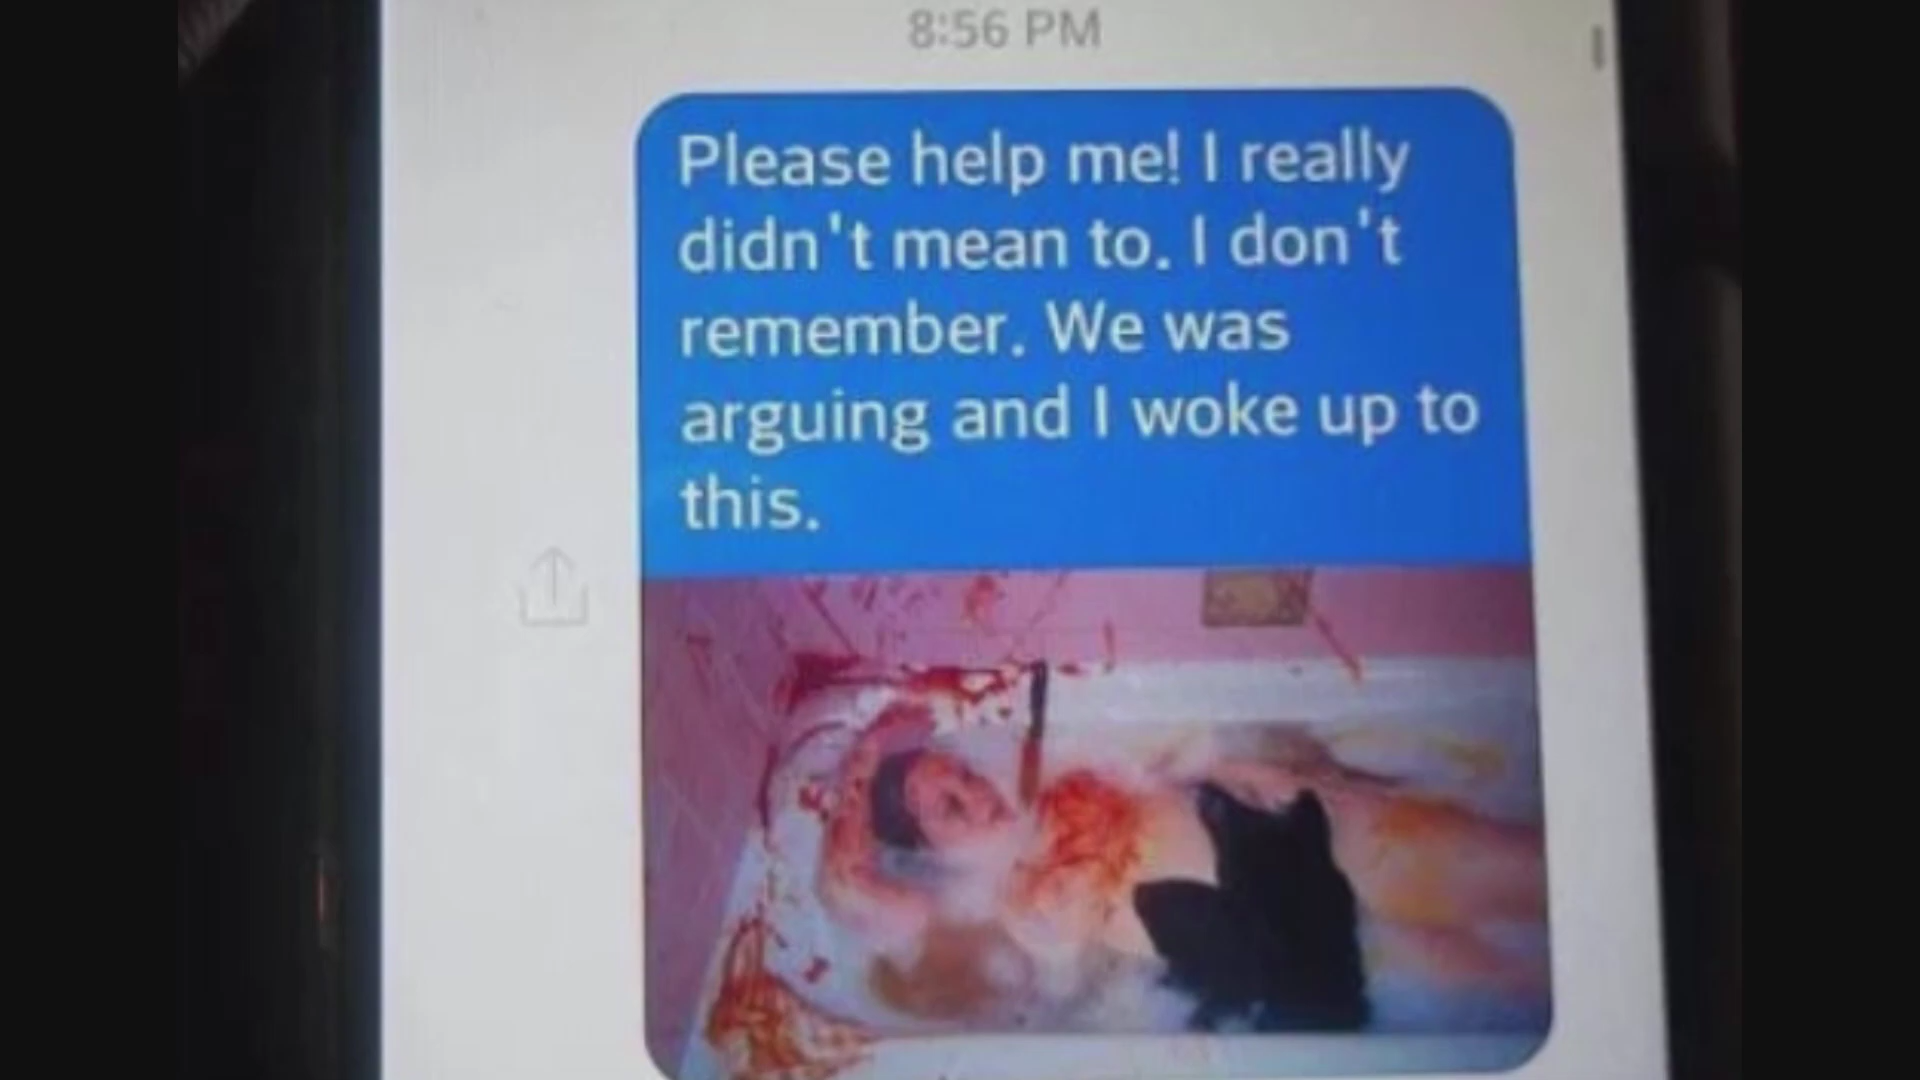 8:56 PM
Please help me! I really
didn't mean to. I don't
remember. We was
arguing and I woke up to
this.